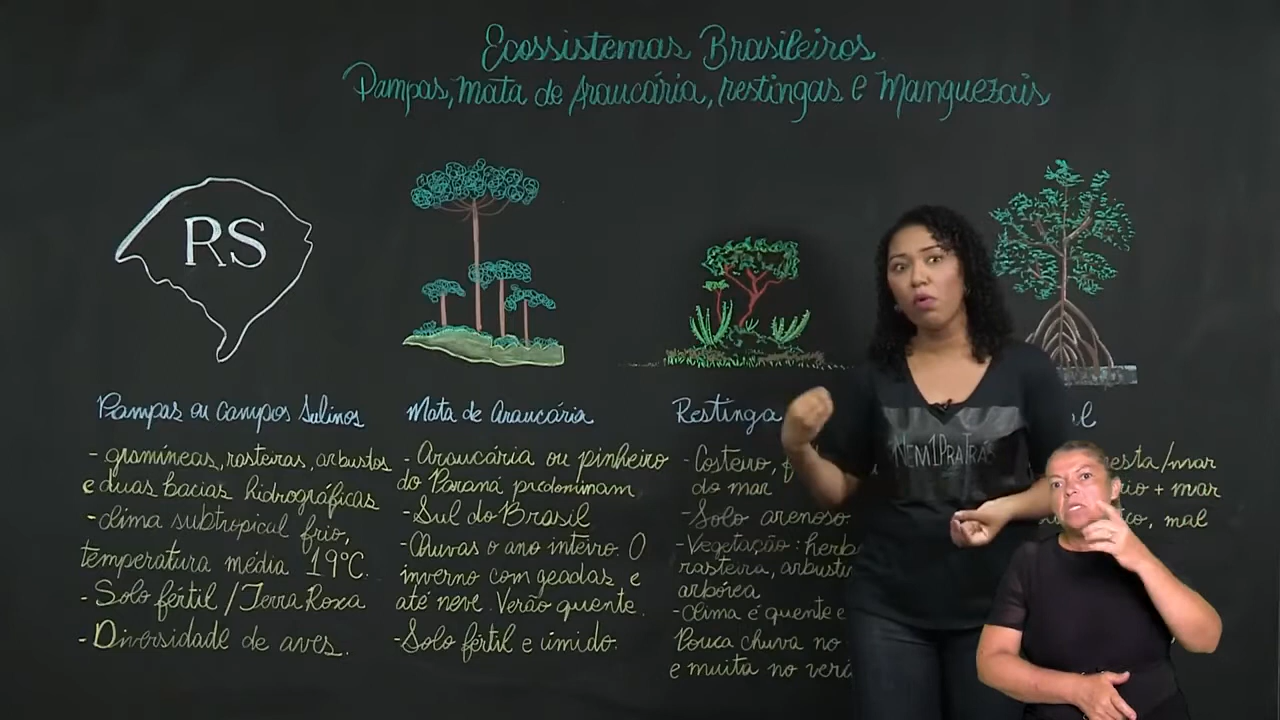 Ecossistemas Brasileiros
Pampas, Mata de Araucária, restingas e Manguezais
RS
Pampas ou Campos Sulinos
- gramíneas, rasteiras, arbustos
e duas bacias hidrográficas
- clima subtropical frio,
temperatura média 19°C.
- Solo fértil / Terra Roxa
- Diversidade de aves.
Mata de Araucária
- Araucária ou pinheiro
do Paraná predominam
- Sul do Brasil
- Chuvas o ano inteiro. O
inverno com geadas, e
até neve. Verão quente.
- Solo fértil e úmido.
Restinga
- Costeiro,
do mar
- Solo arenoso.
- Vegetação: herb
rasteira, arbusti
arbórea
- Clima é quente e
Pouca chuva no
e muita no ver
NEM1PRATRÁS
esta/mar
io + mar
co, mal